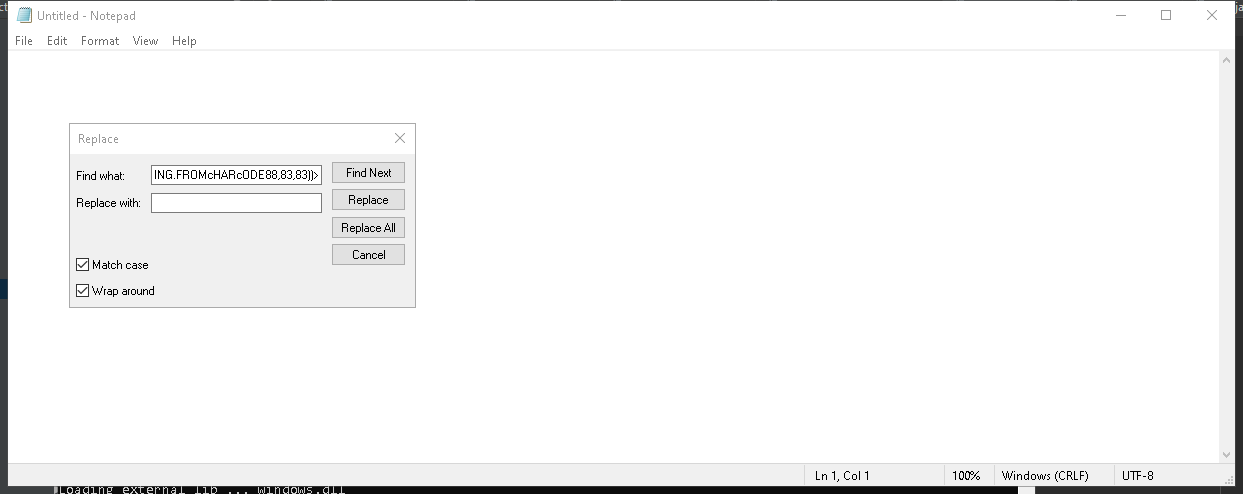 Untitled - Notepad
File Edit Format View Help
Replace
Find what: ING.FROMcHARcODE88,83,83))> Find Next
Replace with: Replace
Replace All
Cancel
Match case
Wrap around
Ln 1, Col 1 100% Windows (CRLF) UTF-8
Loading external lib ... windows.dll